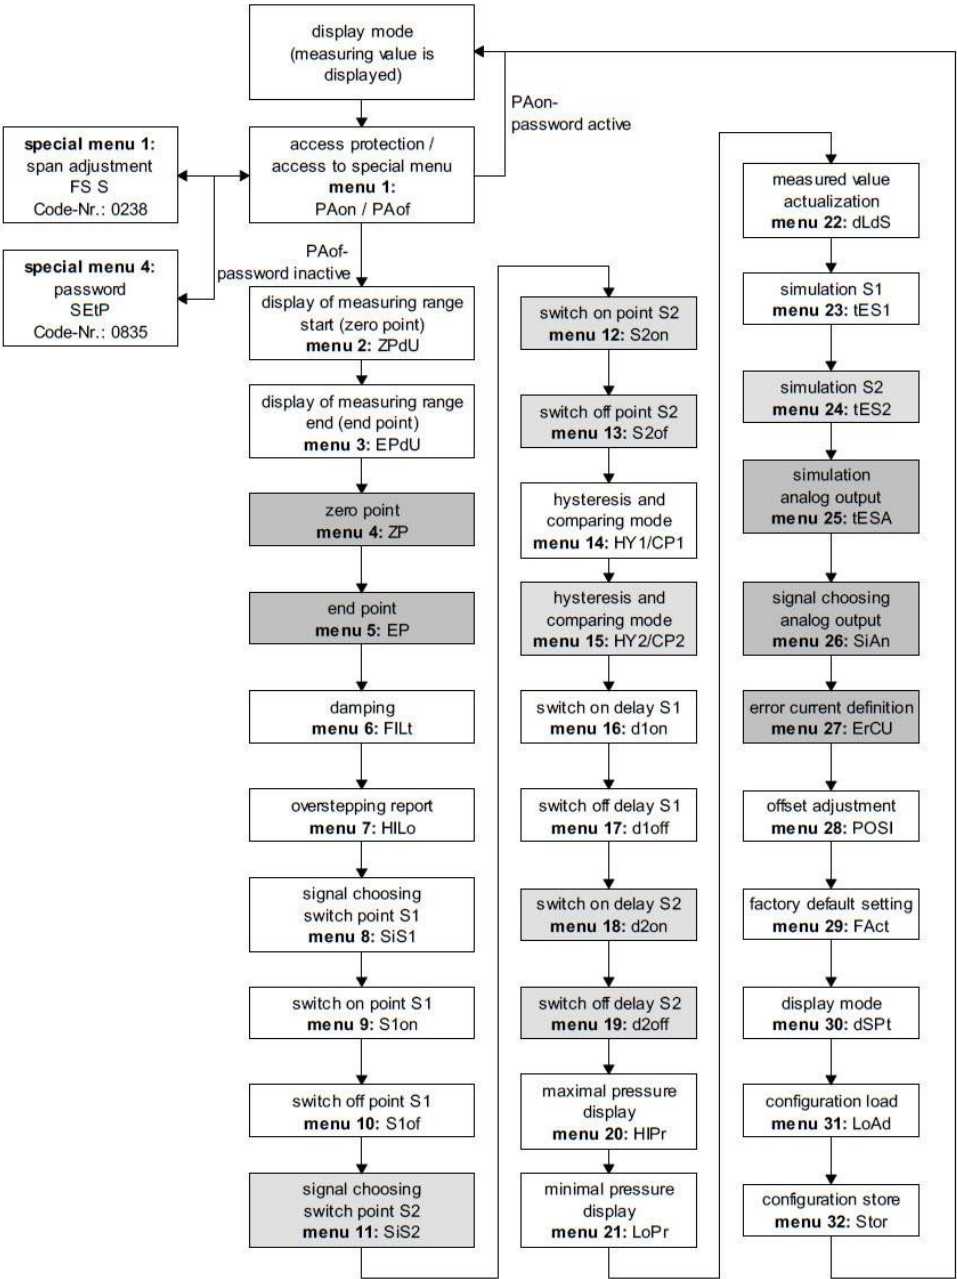 display mode
(measuring value is
displayed)
PAon-
password active
special menu 1:
span adjustment
FS S
Code-Nr.: 0238
access protection /
access to special menu
menu 1:
PAon / PAof
special menu 4:
password
SEtP
Code-Nr.: 0835
PAof-
password inactive
display of measuring range
start (zero point)
menu 2: ZPdU
display of measuring range
end (end point)
menu 3: EPdU
zero point
menu 4: ZP
end point
menu 5: EP
damping
menu 6: FILt
overstepping report
menu 7: HILo
signal choosing
switch point S1
menu 8: SiS1
switch on point S1
menu 9: S1on
switch off point S1
menu 10: S1of
signal choosing
switch point S2
menu 11: SiS2
switch on point S2
menu 12: S2on
switch off point S2
menu 13: S2of
hysteresis and
comparing mode
menu 14: HY1/CP1
hysteresis and
comparing mode
menu 15: HY2/CP2
switch on delay S1
menu 16: d1on
switch off delay S1
menu 17: d1off
switch on delay S2
menu 18: d2on
switch off delay S2
menu 19: d2off
maximal pressure
display
menu 20: HIPr
minimal pressure
display
menu 21: LoPr
measured value
actualization
menu 22: dLdS
simulation S1
menu 23: tES1
simulation S2
menu 24: tES2
simulation
analog output
menu 25: tESA
signal choosing
analog output
menu 26: SiAn
error current definition
menu 27: ErCU
offset adjustment
menu 28: POSI
factory default setting
menu 29: FAct
display mode
menu 30: dSPt
configuration load
menu 31: LoAd
configuration store
menu 32: Stor